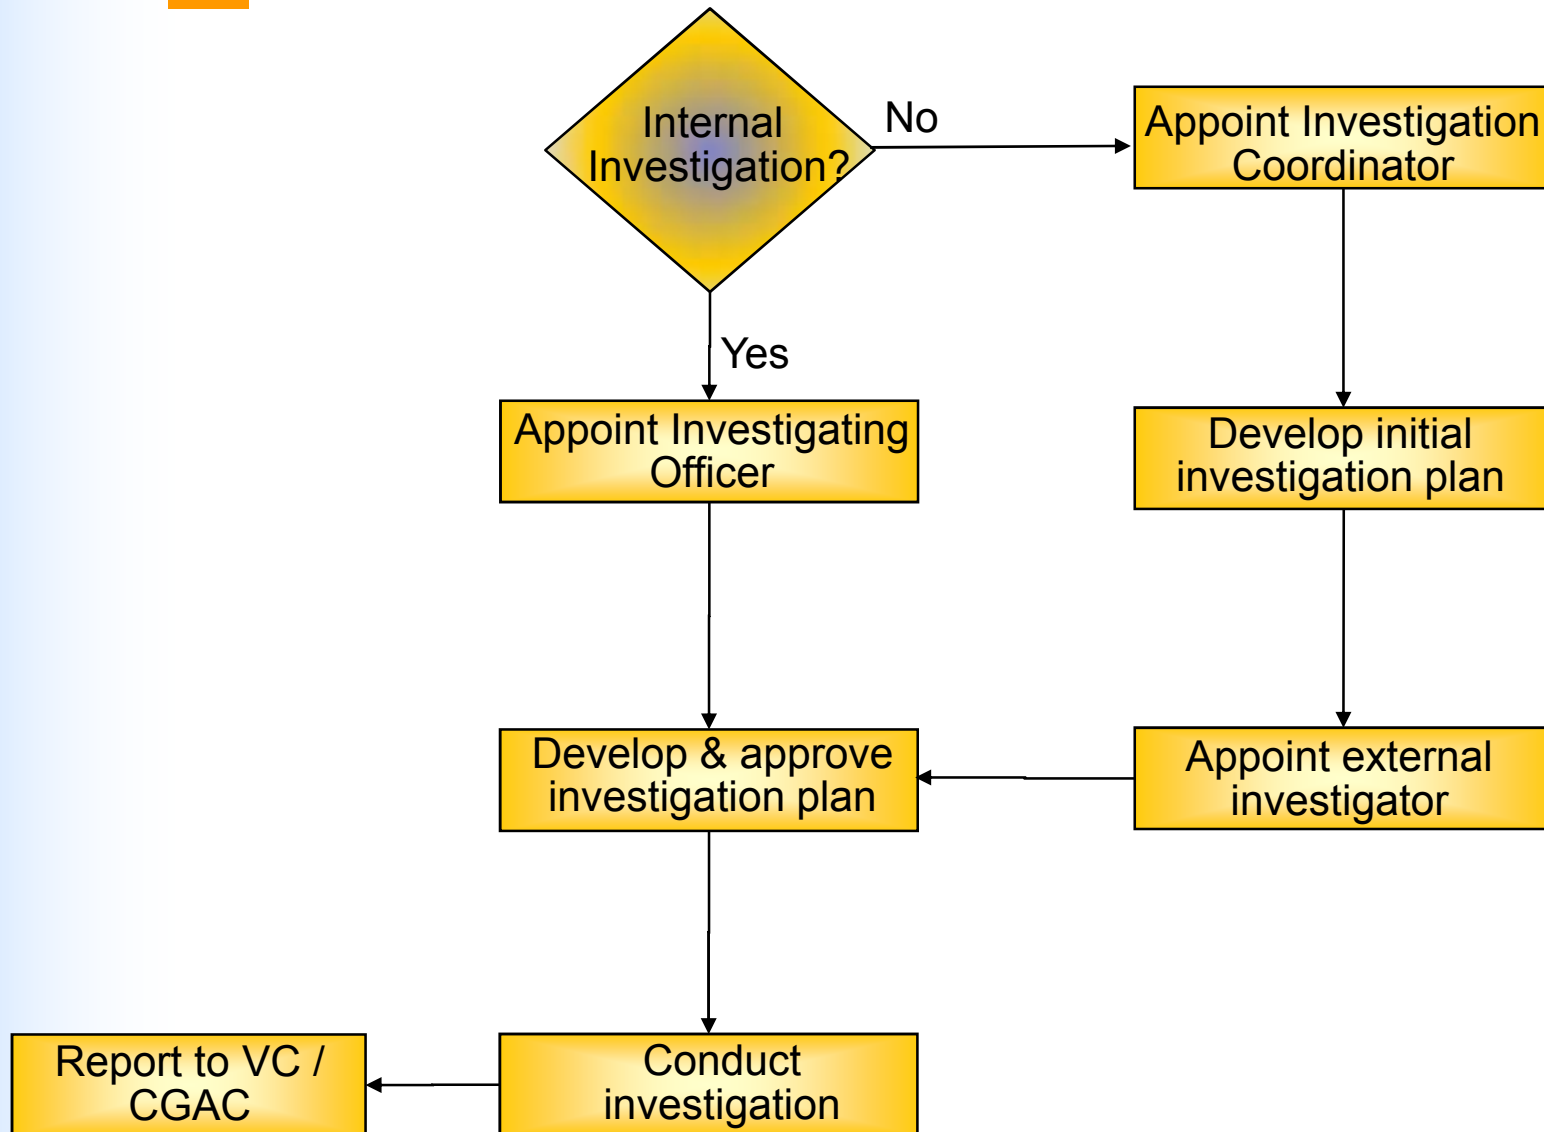 Internal
Investigation?
No
Appoint Investigation
Coordinator
Yes
Appoint Investigating
Officer
Develop initial
investigation plan
Develop & approve
investigation plan
Appoint external
investigator
Report to VC /
CGAC
Conduct
investigation